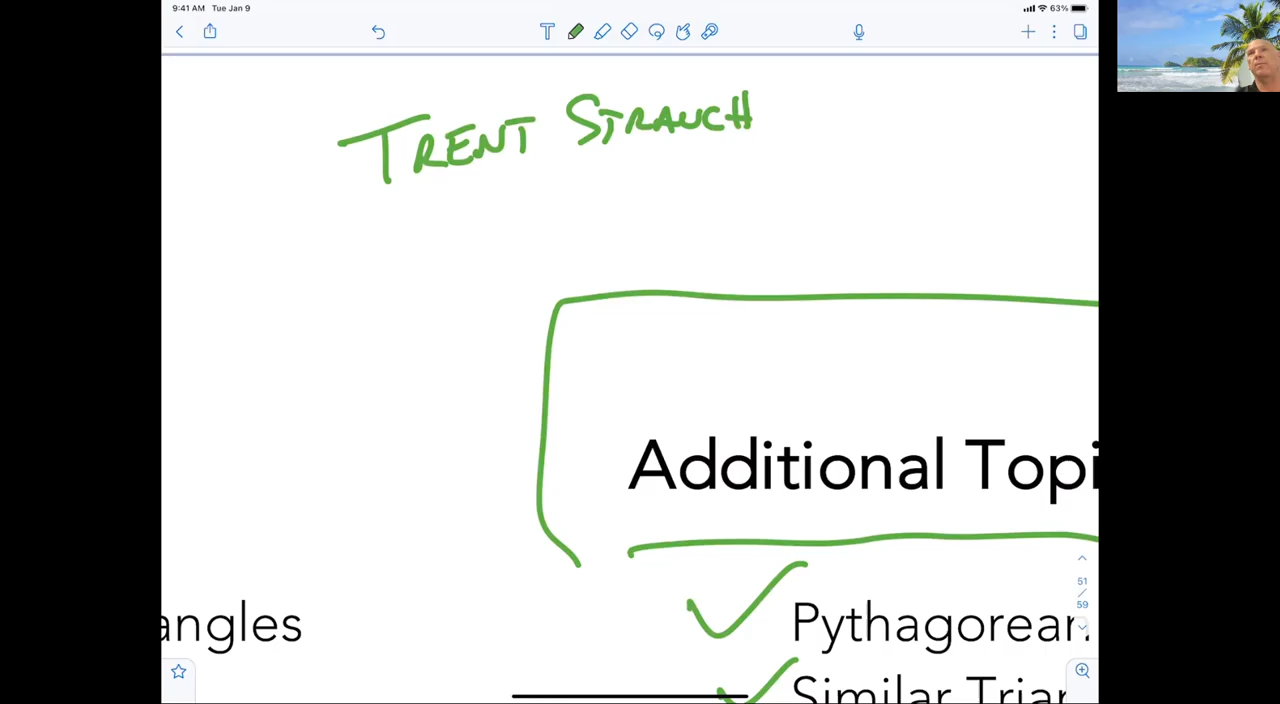 9:41 AM Tue Jan 9
63%
TRENT STRAUCH
Additional Topi
angles
Pythagorean
Similar Trian
51
/
59